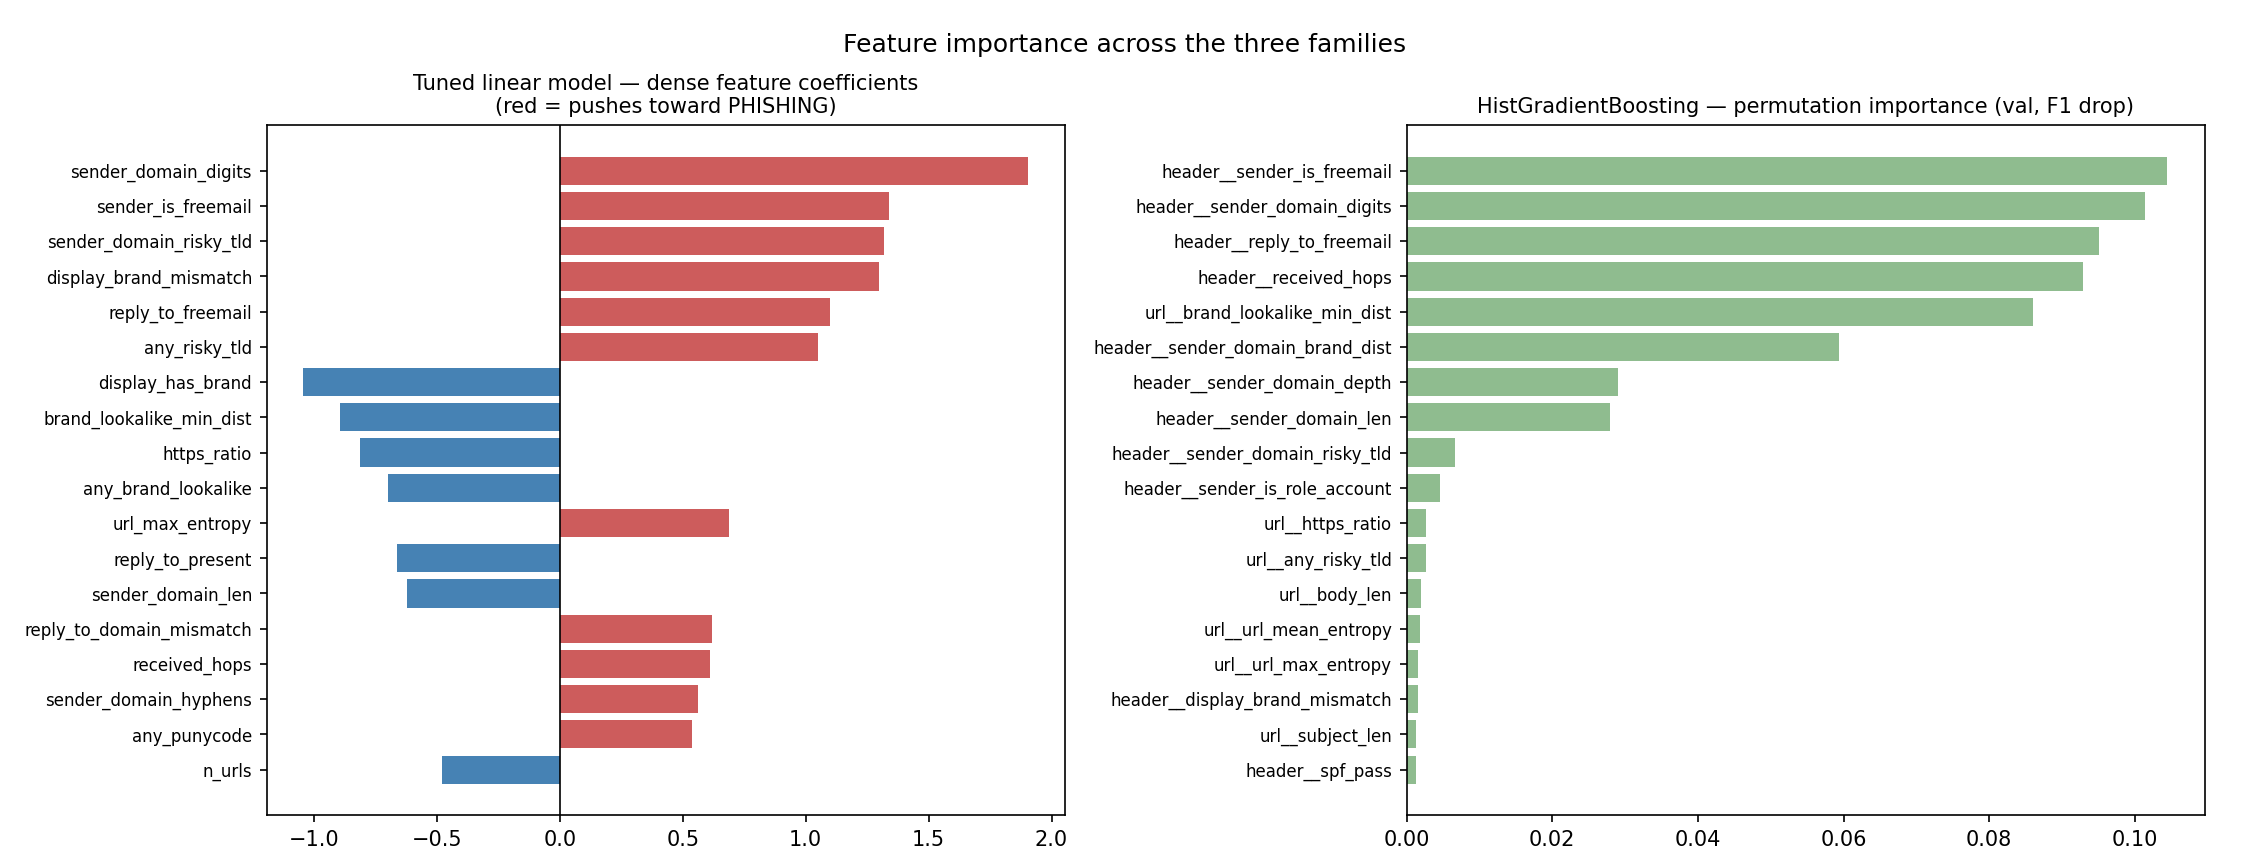 Feature importance across the three families
Tuned linear model — dense feature coefficients
(red = pushes toward PHISHING)
sender_domain_digits
sender_is_freemail
sender_domain_risky_tld
display_brand_mismatch
reply_to_freemail
any_risky_tld
display_has_brand
brand_lookalike_min_dist
https_ratio
any_brand_lookalike
url_max_entropy
reply_to_present
sender_domain_len
reply_to_domain_mismatch
received_hops
sender_domain_hyphens
any_punycode
n_urls
−1.0 −0.5 0.0 0.5 1.0 1.5 2.0
HistGradientBoosting — permutation importance (val, F1 drop)
header__sender_is_freemail
header__sender_domain_digits
header__reply_to_freemail
header__received_hops
url__brand_lookalike_min_dist
header__sender_domain_brand_dist
header__sender_domain_depth
header__sender_domain_len
header__sender_domain_risky_tld
header__sender_is_role_account
url__https_ratio
url__any_risky_tld
url__body_len
url__url_mean_entropy
url__url_max_entropy
header__display_brand_mismatch
url__subject_len
header__spf_pass
0.00 0.02 0.04 0.06 0.08 0.10